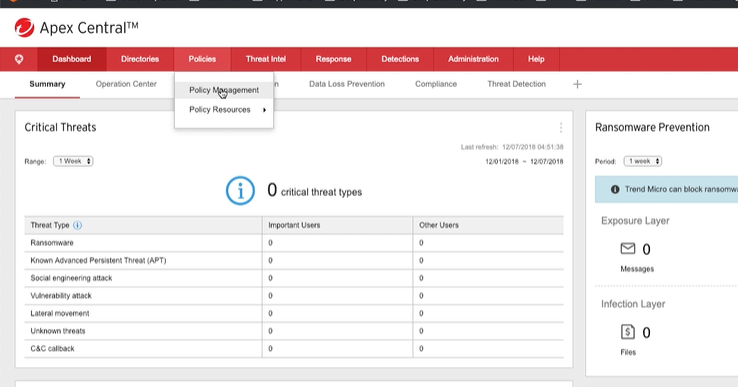 Apex Central™
Dashboard Directories Policies Threat Intel Response Detections Administration Help
Summary Operation Center n Data Loss Prevention Compliance Threat Detection +
Policy Management
Policy Resources
Critical Threats
Last refresh: 12/07/2018 04:51:38
Range: 1 Week 12/01/2018 ~ 12/07/2018
0 critical threat types
Threat Type Important Users Other Users
Ransomware 0 0
Known Advanced Persistent Threat (APT) 0 0
Social engineering attack 0 0
Vulnerability attack 0 0
Lateral movement 0 0
Unknown threats 0 0
C&C callback 0 0
Ransomware Prevention
Period: 1 week
Trend Micro can block ransomw
Exposure Layer
0
Messages
Infection Layer
0
Files